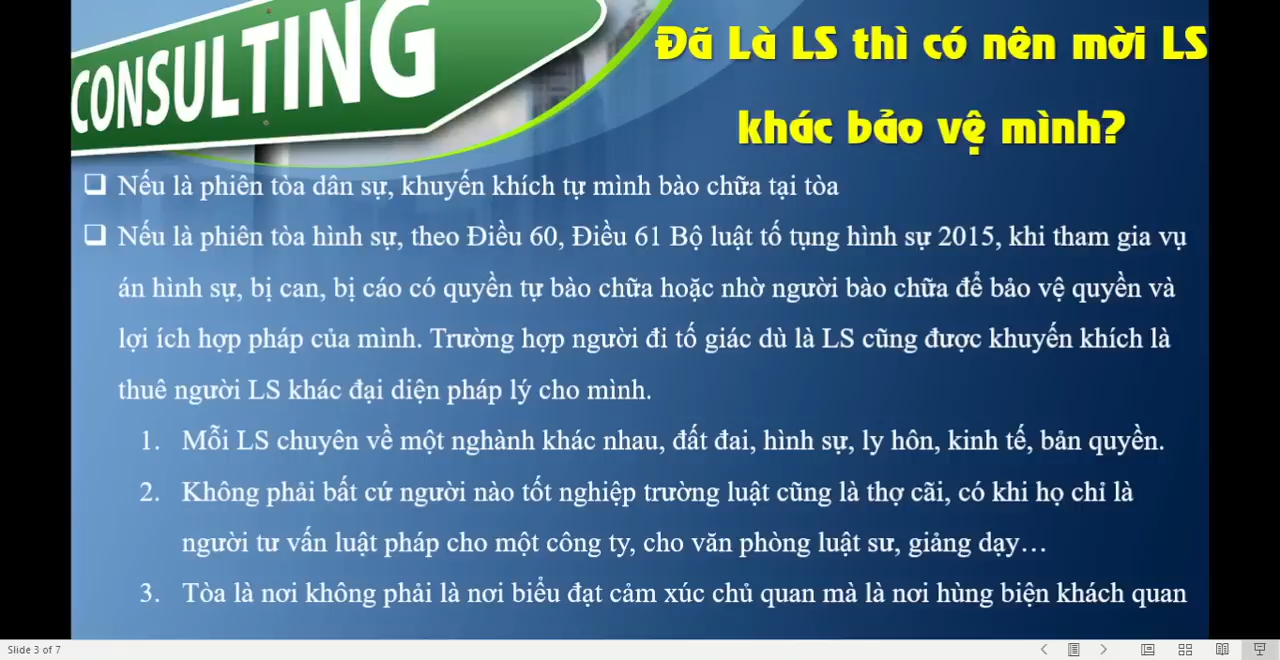 CONSULTING
Đã Là LS thì có nên mời LS
khác bảo vệ mình?
❑ Nếu là phiên tòa dân sự, khuyến khích tự mình bào chữa tại tòa
❑ Nếu là phiên tòa hình sự, theo Điều 60, Điều 61 Bộ luật tố tụng hình sự 2015, khi tham gia vụ
án hình sự, bị can, bị cáo có quyền tự bào chữa hoặc nhờ người bào chữa để bảo vệ quyền và
lợi ích hợp pháp của mình. Trường hợp người đi tố giác dù là LS cũng được khuyến khích là
thuê người LS khác đại diện pháp lý cho mình.
1. Mỗi LS chuyên về một nghành khác nhau, đất đai, hình sự, ly hôn, kinh tế, bản quyền.
2. Không phải bất cứ người nào tốt nghiệp trường luật cũng là thợ cãi, có khi họ chỉ là
người tư vấn luật pháp cho một công ty, cho văn phòng luật sư, giảng dạy…
3. Tòa là nơi không phải là nơi biểu đạt cảm xúc chủ quan mà là nơi hùng biện khách quan
Slide 3 of 7